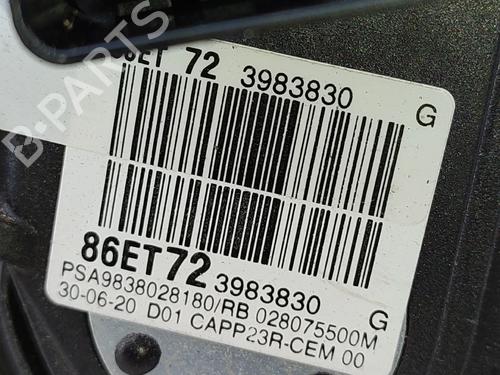 86ET 72 3983830 G
86ET72 3983830 G
PSA9838028180/RB 028075500M
30-06-20 D01 CAPP23R-CEM 00
B-PARTS